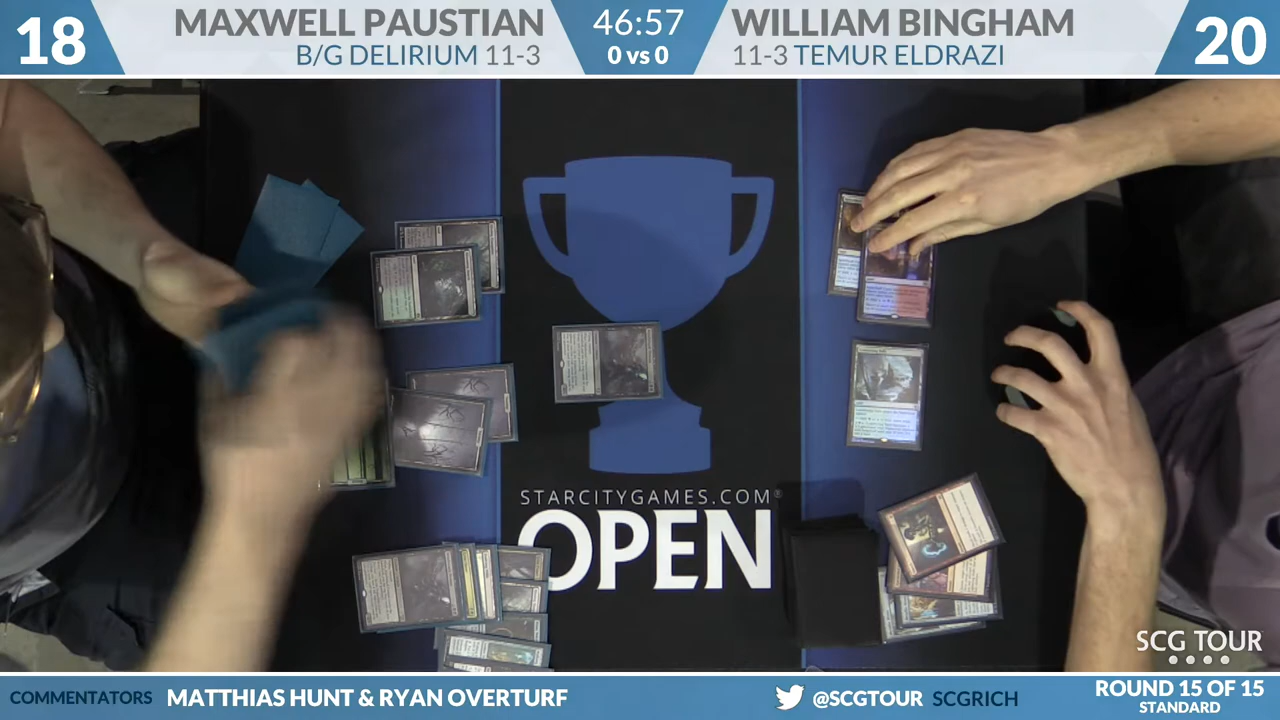 18
MAXWELL PAUSTIAN
B/G DELIRIUM 11-3
46:57
0 vs 0
WILLIAM BINGHAM
11-3 TEMUR ELDRAZI
20
STARCITYGAMES.COM®
OPEN
SCG TOUR
COMMENTATORS MATTHIAS HUNT & RYAN OVERTURF
@SCGTOUR SCGRICH
ROUND 15 OF 15
STANDARD